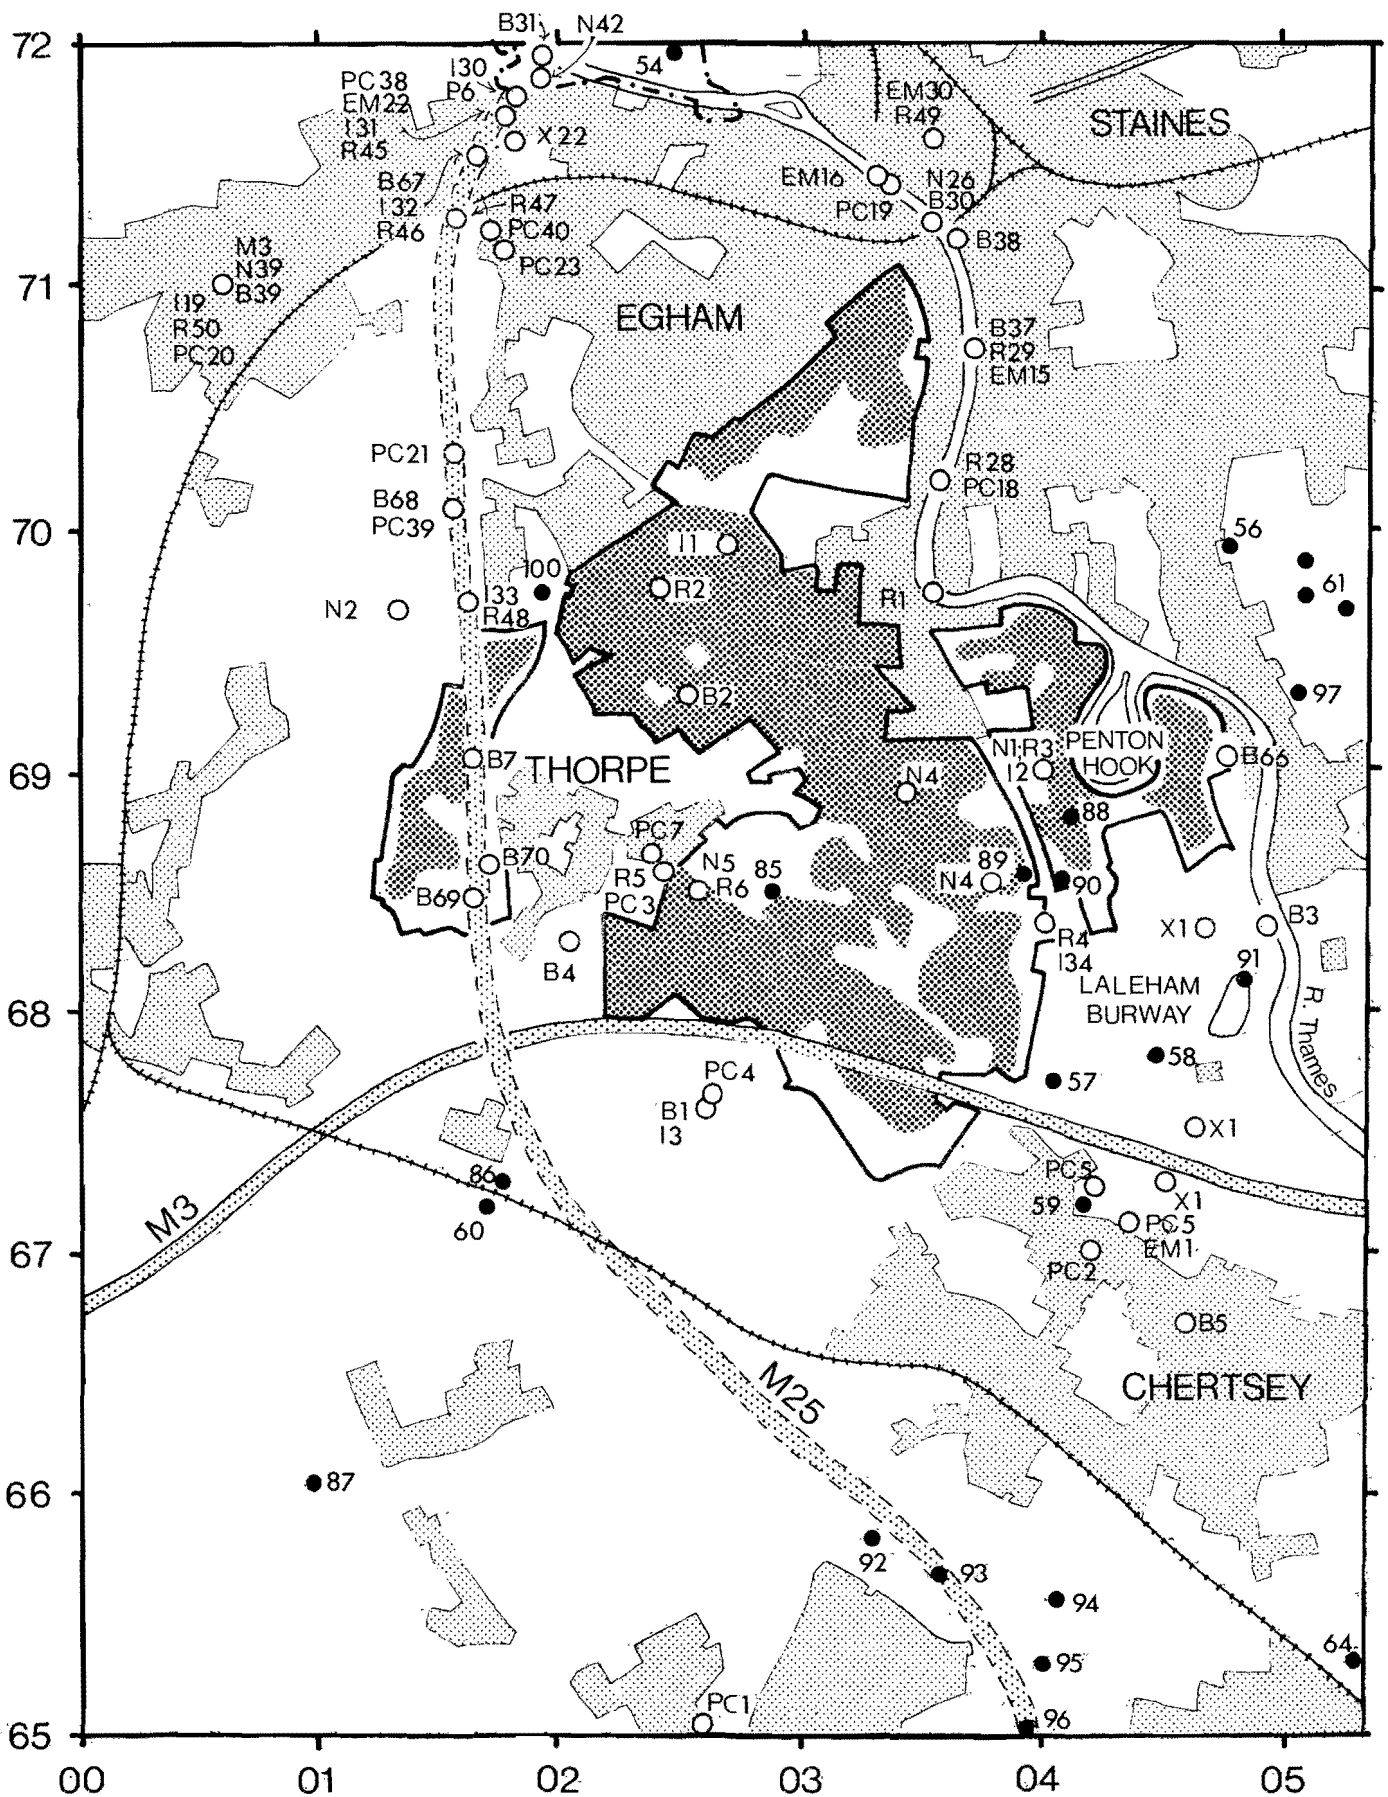 B31
N42
72
54
I30
P6
PC38
EM22
I31
R45
X22
EM30
R49
STAINES
B67
I32
R46
R47
PC40
PC23
EM16
PC19
N26
B30
B38
M3
N39
B39
71
I19
R50
PC20
EGHAM
B37
R29
EM15
PC21
R28
PC18
B68
PC39
70
I1
56
100
61
N2
I33
R48
R2
R1
B2
97
B7
THORPE
N1 R3
I2
PENTON
HOOK
B66
69
N4
88
PC7
B70
R5
PC3
N5
R6
85
89
N4
90
B69
B4
R4
I34
X1
B3
91
LALEHAM
BURWAY
R. Thames
68
58
57
PC4
B1
I3
X1
86
60
PC5
59
X1
PC5
EM1
PC2
M3
67
B5
M25
CHERTSEY
87
66
92
93
94
95
64
PC1
96
65
00
01
02
03
04
05